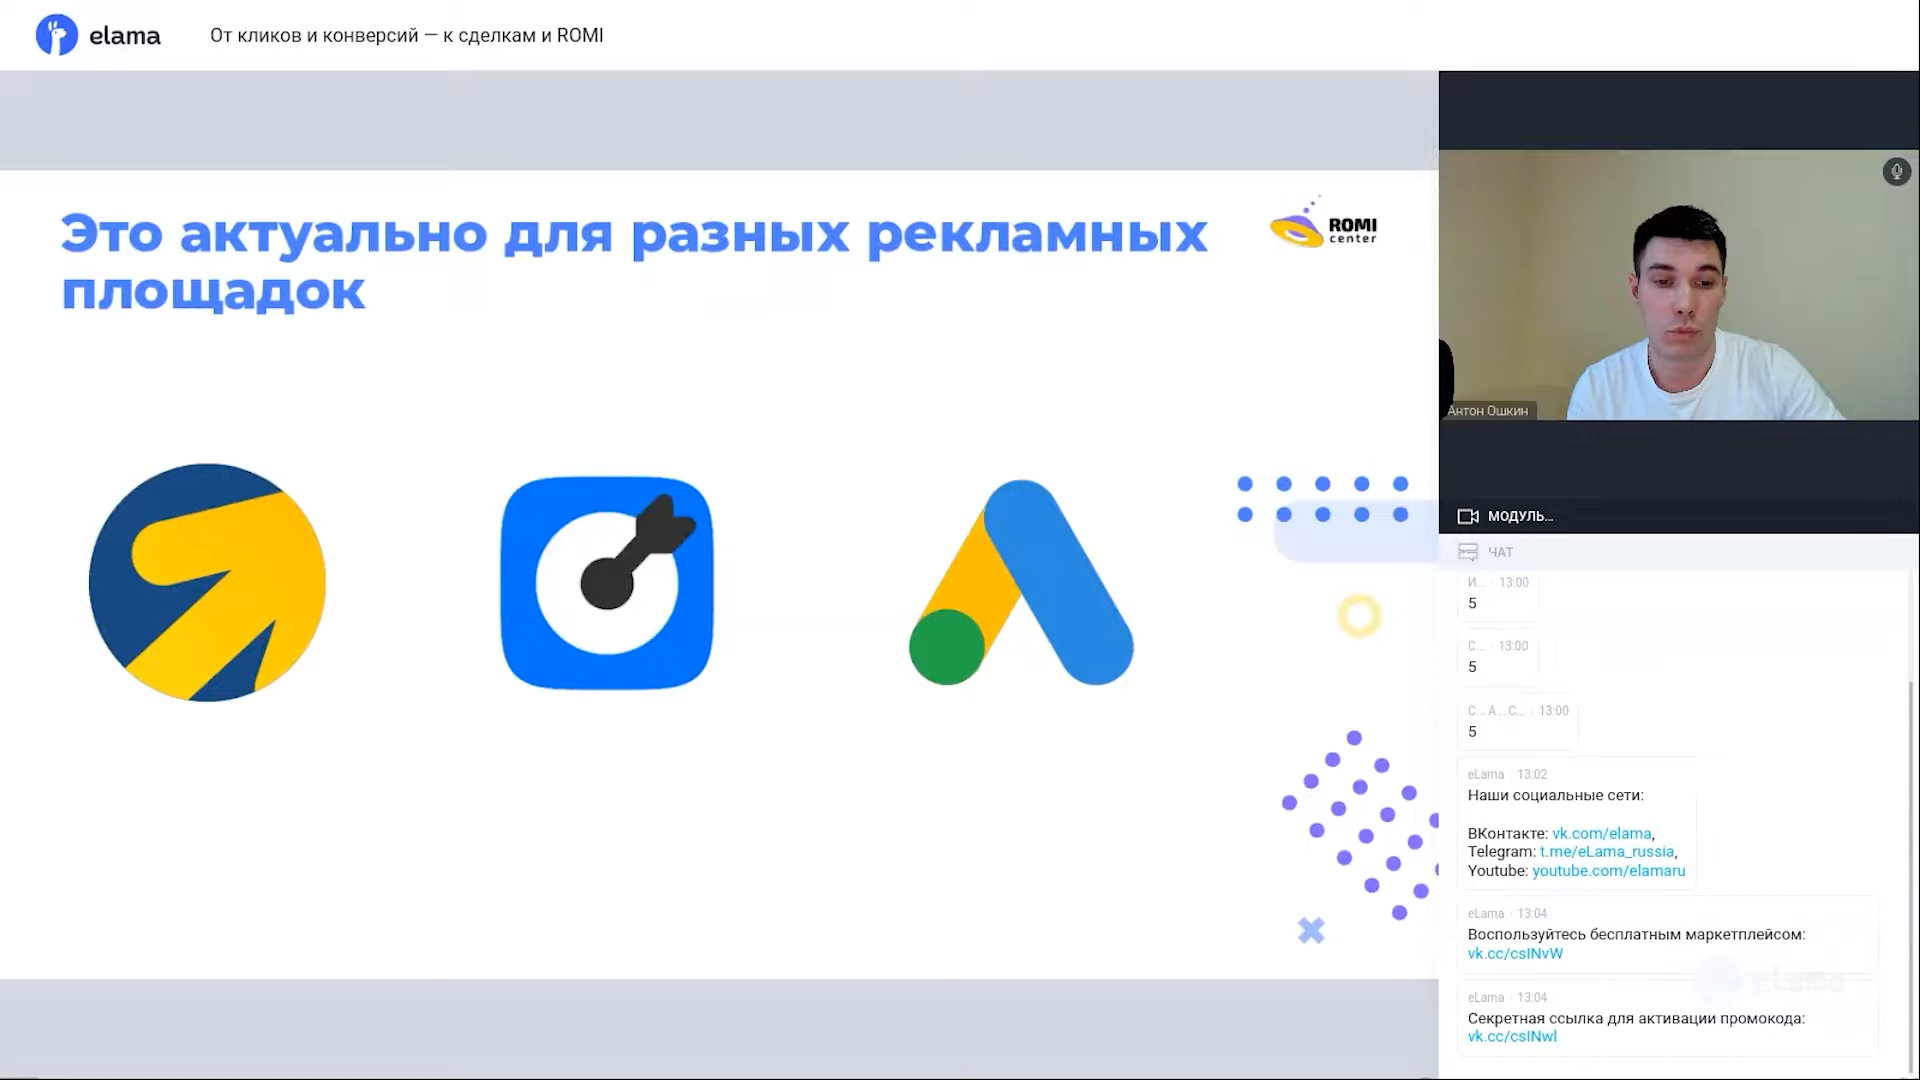 elama
От кликов и конверсий — к сделкам и ROMI
Это актуально для разных рекламных
площадок
ROMI
center
Антон Ошкин
МОДУЛЬ...
ЧАТ
И... 13:00
5
С... 13:00
5
С... А... С... 13:00
5
eLama 13:02
Наши социальные сети:
ВКонтакте: vk.com/elama,
Telegram: t.me/eLama_russia,
Youtube: youtube.com/elamaru
eLama 13:04
Воспользуйтесь бесплатным маркетплейсом:
vk.cc/csINvW
eLama 13:04
Секретная ссылка для активации промокода:
vk.cc/csINwl
eLama